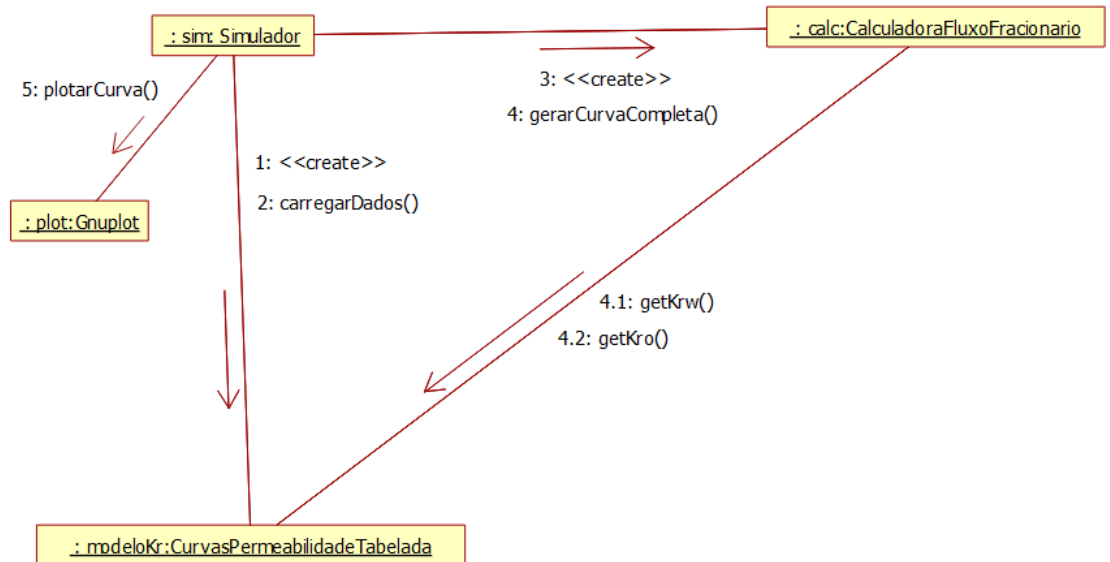 : sim: Simulador
: calc:CalculadoraFluxoFracionario
3: <<create>>
4: gerarCurvaCompleta()
5: plotarCurva()
1: <<create>>
2: carregarDados()
: plot:Gnuplot
4.1: getKrw()
4.2: getKro()
: modeloKr:CurvasPermeabilidadeTabelada